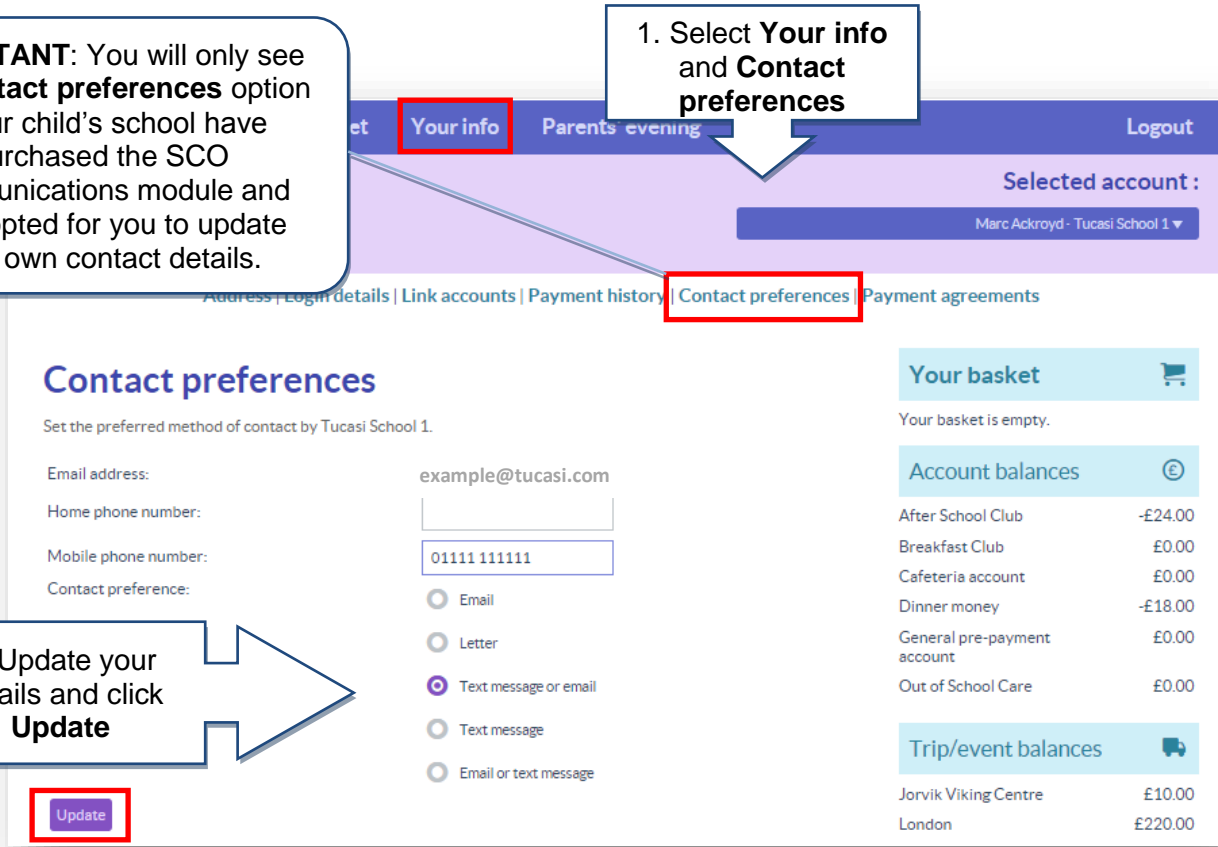 TANT: You will only see
tact preferences option
ur child's school have
urchased the SCO
unications module and
opted for you to update
own contact details.
1. Select Your info
and Contact
preferences
et Your info Parents' evening Logout
Selected account :
Marc Ackroyd - Tucasi School 1
Address | Login details | Link accounts | Payment history | Contact preferences | Payment agreements
Contact preferences
Set the preferred method of contact by Tucasi School 1.
Email address: example@tucasi.com
Home phone number:
Mobile phone number: 01111 111111
Contact preference:
Email
Letter
Text message or email
Text message
Email or text message
Update your
ails and click
Update
Update
Your basket
Your basket is empty.
Account balances £
After School Club -£24.00
Breakfast Club £0.00
Cafeteria account £0.00
Dinner money -£18.00
General pre-payment £0.00
account
Out of School Care £0.00
Trip/event balances
Jorvik Viking Centre £10.00
London £220.00